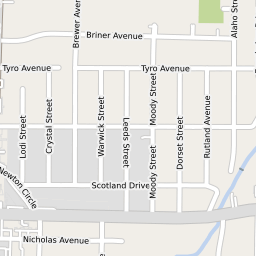 Brewer Avenue
Briner Avenue
Alaho Stre
Tyro Avenue
Tyro Avenue
Moody Street
Lodi Street
Crystal Street
Warwick Street
Leeds Street
Moody Street
Dorset Street
Rutland Avenue
Newton Circle
Scotland Drive
Nicholas Avenue